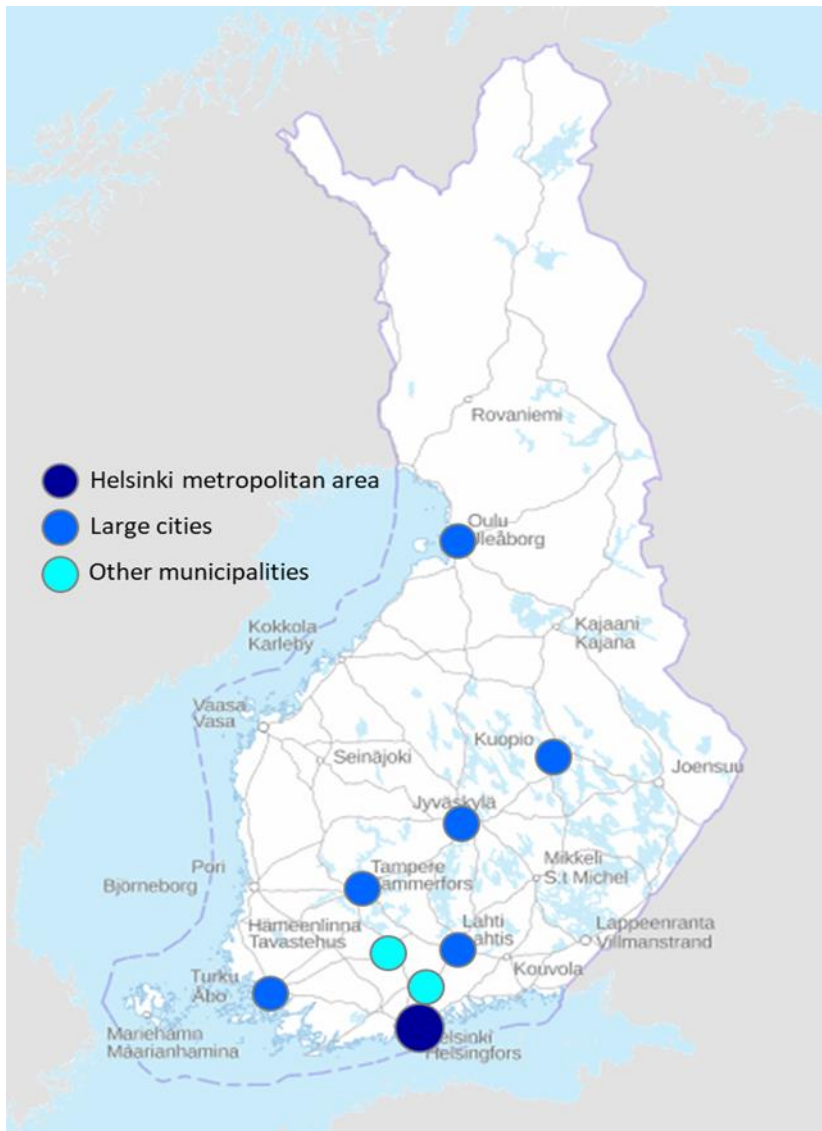 Rovaniemi
Helsinki metropolitan area
Large cities
Other municipalities
Oulu
Kokkola
Karleby
Kajaani
Kajana
Vaasa
Vasa
Seinäjoki
Kuopio
Joensuu
Jyväskylä
Pori
Björneborg
Tampere
Mikkeli
S:t Michel
Hämeenlinna
Tavastehus
Lahti
Lappeenranta
Villmanstrand
Kouvola
Turku
Åbo
Mariehamn
Maarianhamina
Helsingfors